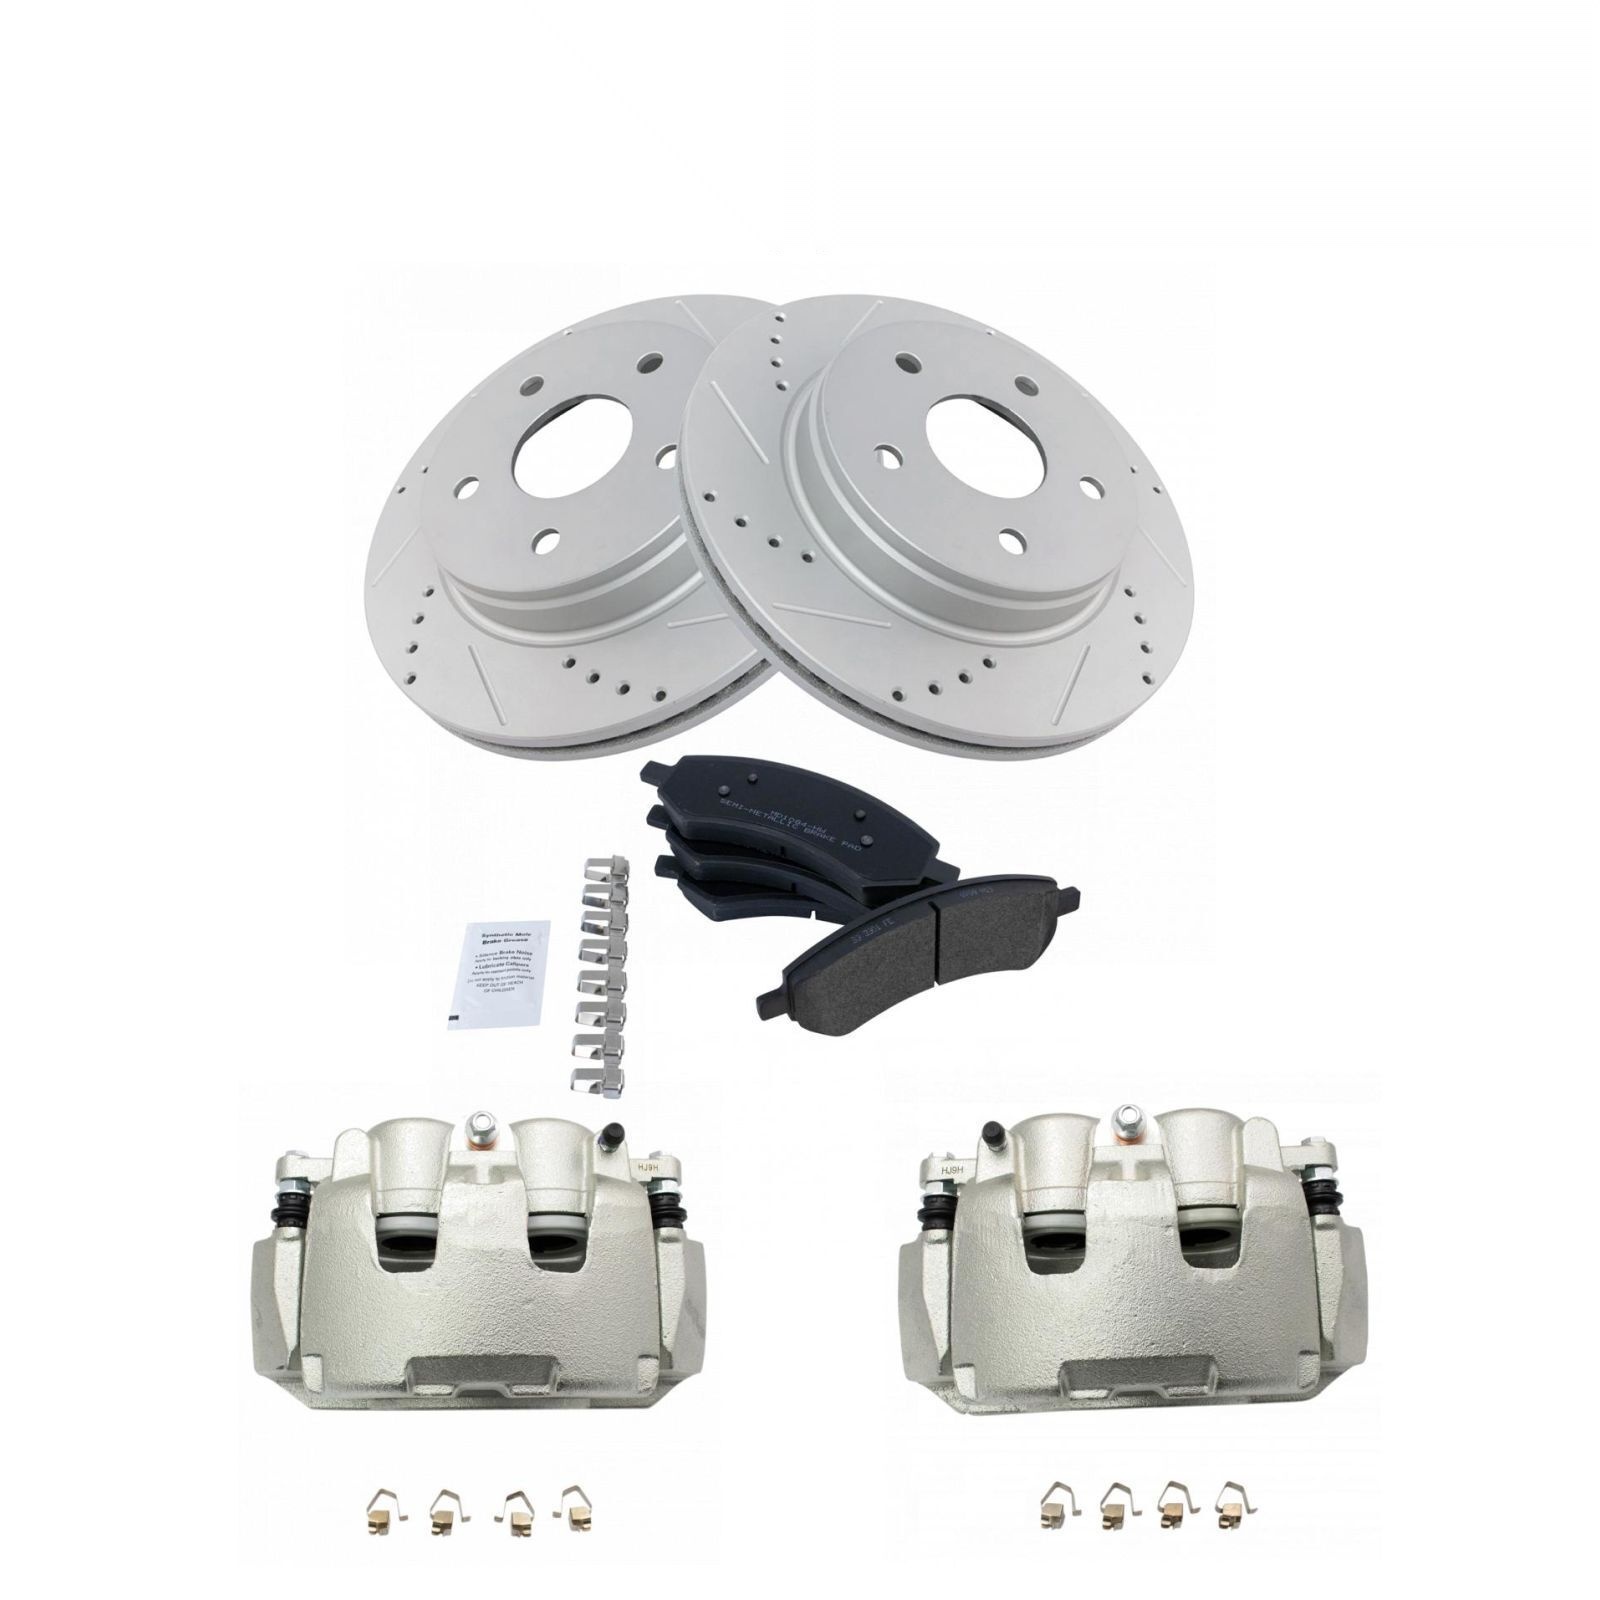 MD1084-HW
SEMI-METALLIC BRAKE PAD
Synthetic Moly
Brake Grease
• Silence Brake Noise
• Lubricate Calipers
KEEP OUT OF REACH
OF CHILDREN
HJ9H
HJ9H